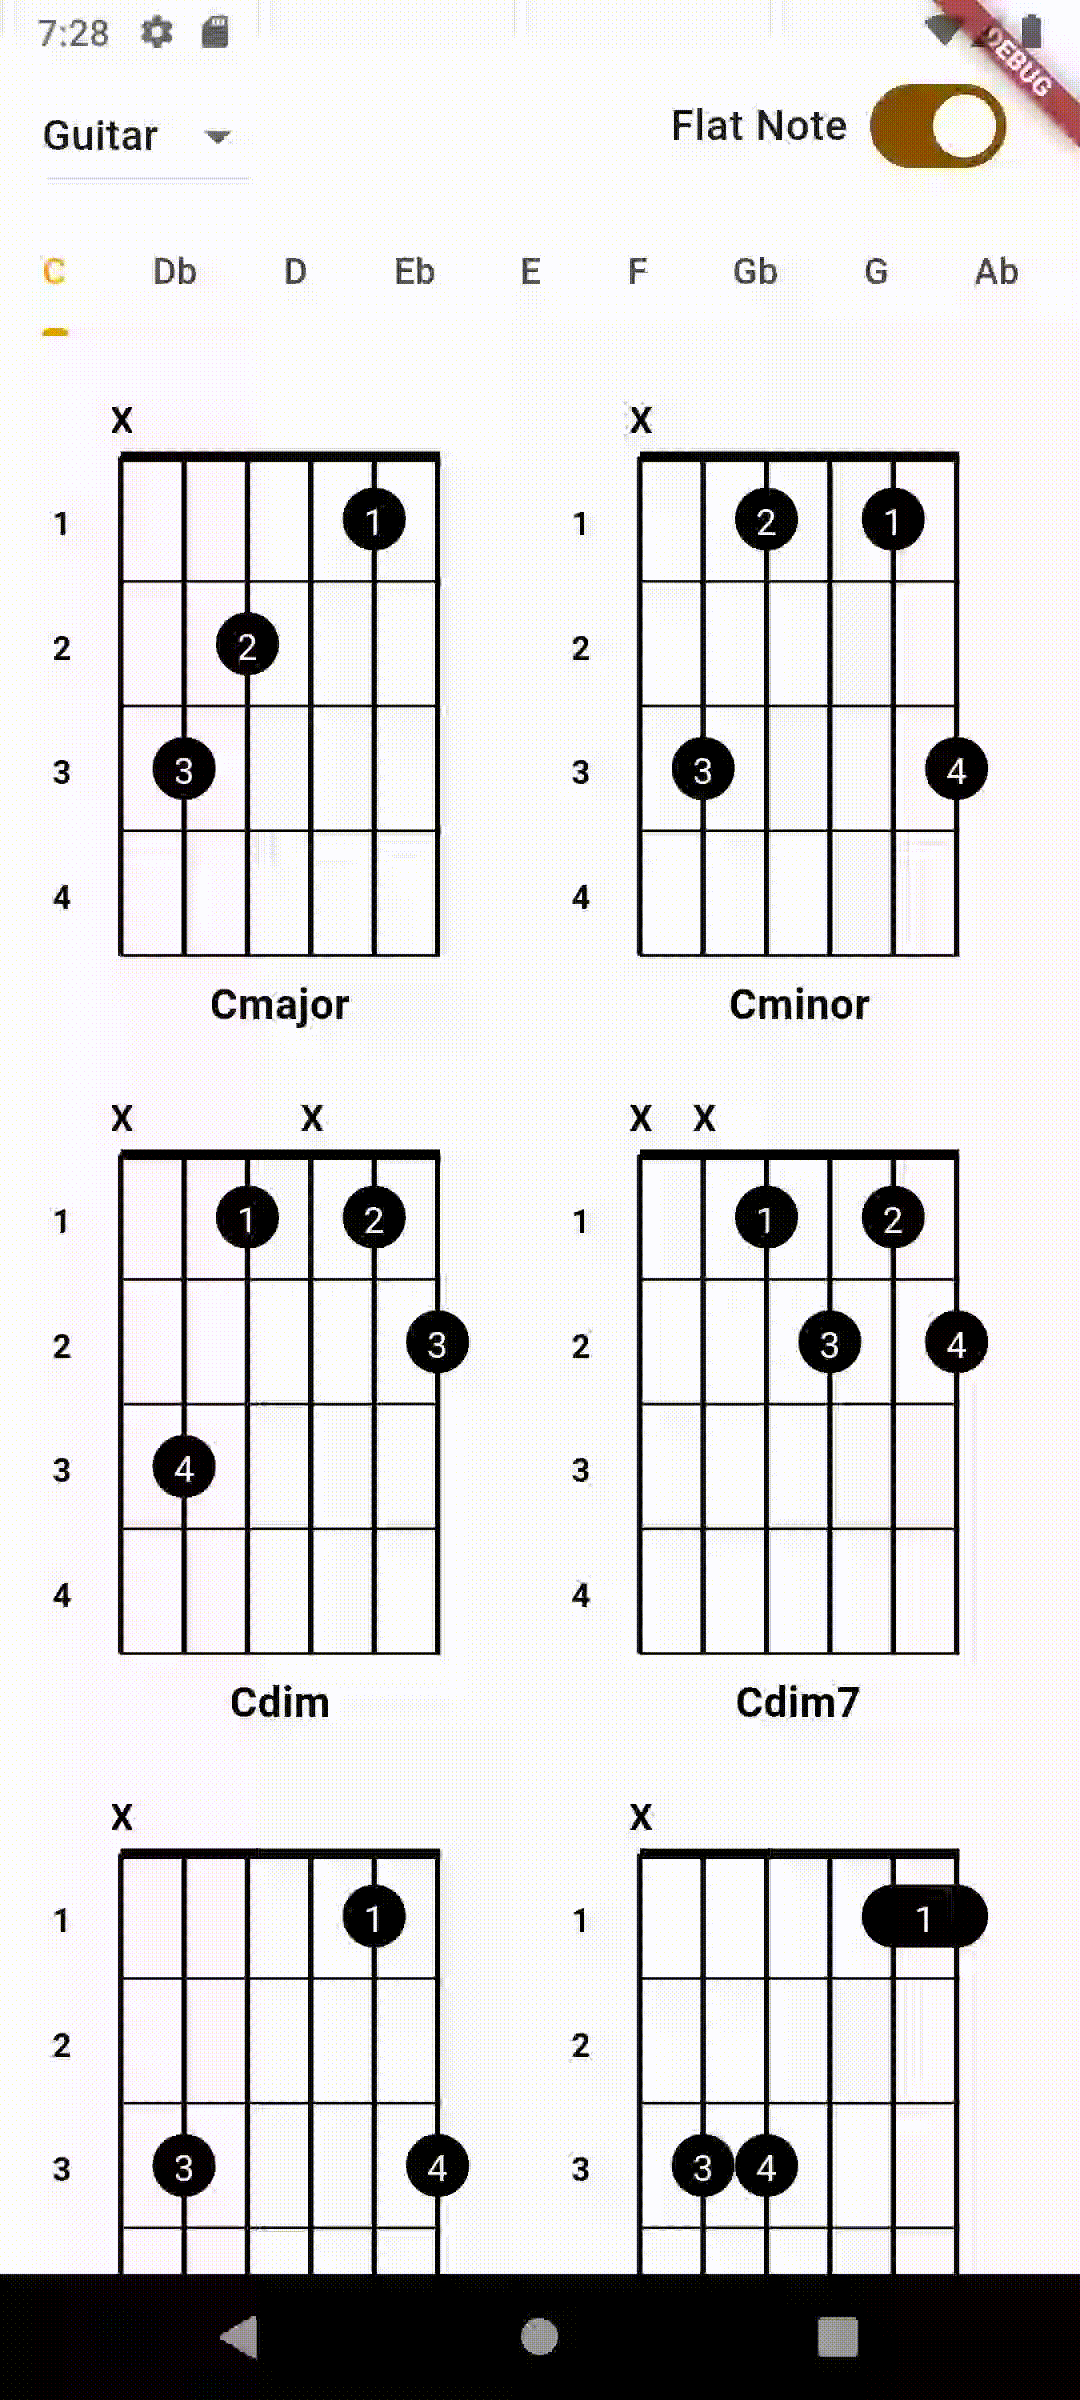 7:28
DEBUG
Guitar
Flat Note
C Db D Eb E F Gb G Ab
X X
1 1 1 2 1
2 2 2
3 3 3 3 4
4 4
Cmajor Cminor
X X X X
1 1 2 1 1 2
2 3 2 3 4
3 4 3
4 4
Cdim Cdim7
X X
1 1 1 1
2 2
3 3 4 3 3 4